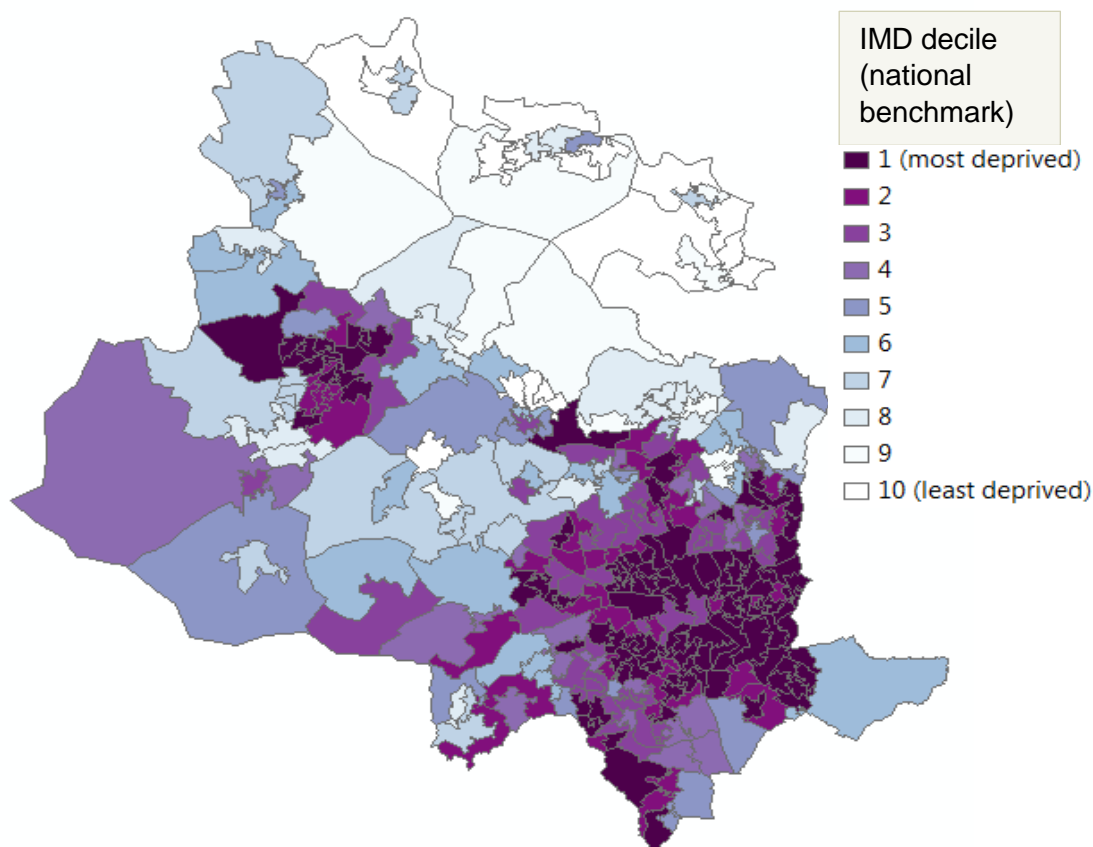 IMD decile
(national
benchmark)
1 (most deprived)
2
3
4
5
6
7
8
9
10 (least deprived)